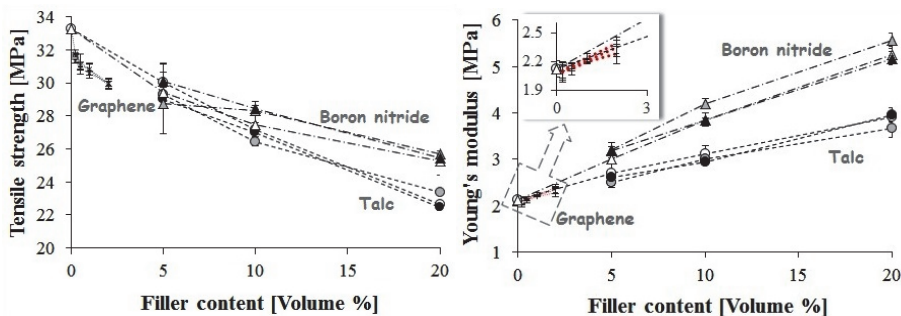 Tensile strength [MPa]
34
32
30
28
26
24
22
20
0
5
10
15
20
Graphene
Boron nitride
Talc
Filler content [Volume %]
Young's modulus [MPa]
6
5
4
3
2
1
0
5
10
15
20
2.5
2.2
1.9
0
3
Boron nitride
Talc
Graphene
Filler content [Volume %]